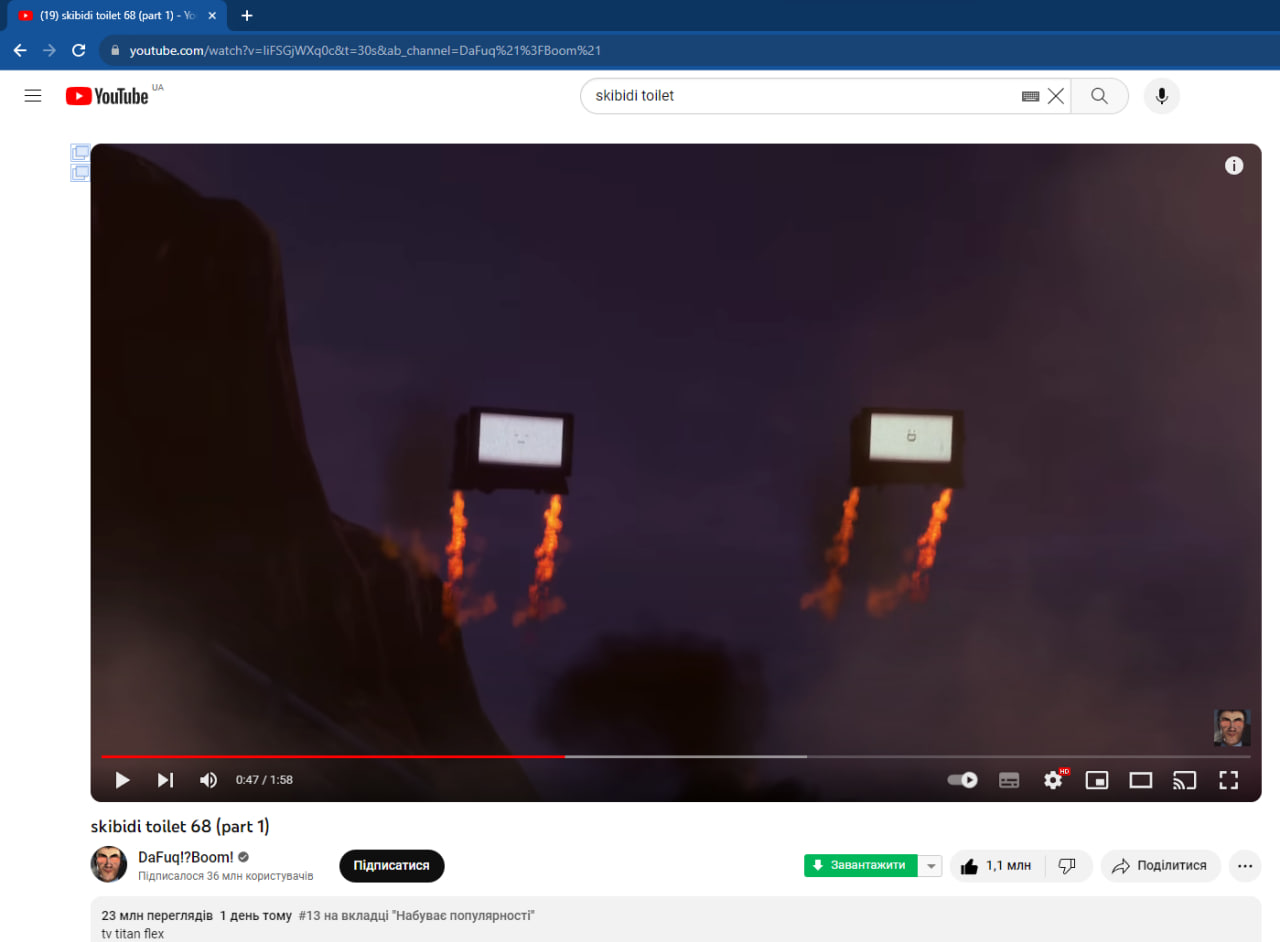 (19) skibidi toilet 68 (part 1) - Yo
youtube.com/watch?v=IiFSGjWXq0c&t=30s&ab_channel=DaFuq%21%3FBoom%21
YouTube UA
skibidi toilet
0:47 / 1:58
HD
skibidi toilet 68 (part 1)
DaFuq!?Boom!
Підписалося 36 млн користувачів
Підписатися
Завантажити
1,1 млн
Поділитися
23 млн переглядів 1 день тому #13 на вкладці "Набуває популярності"
tv titan flex